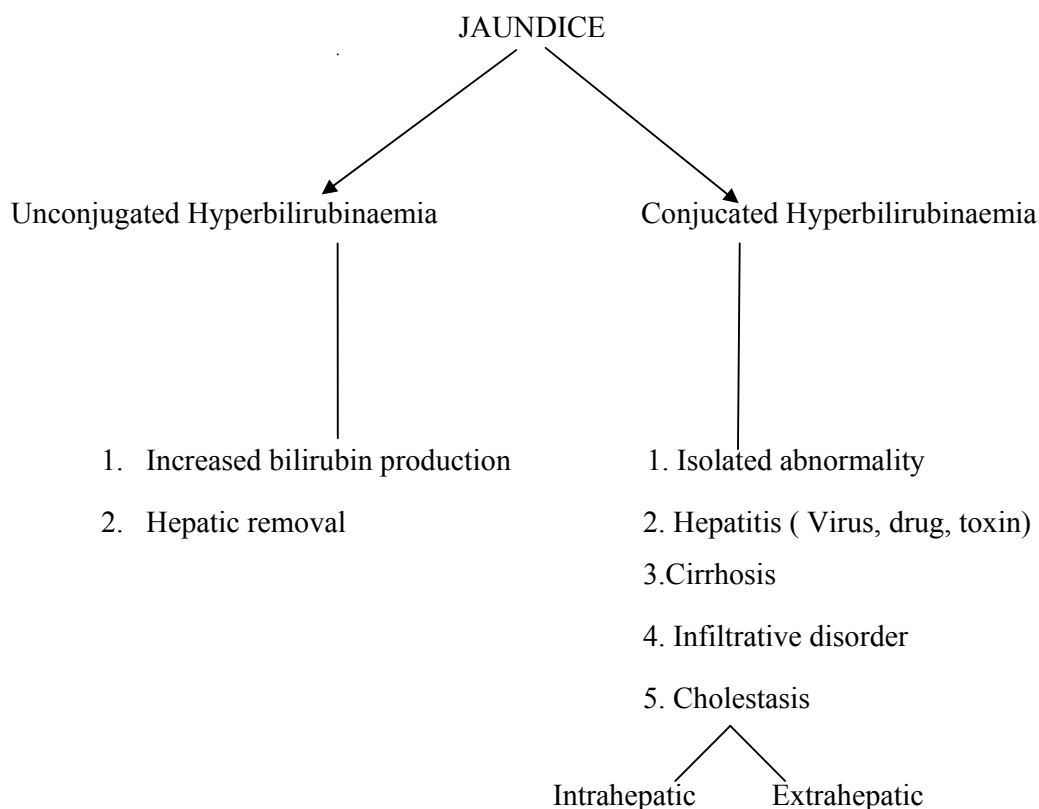 JAUNDICE
Unconjugated Hyperbilirubinaemia
Conjucated Hyperbilirubinaemia
1. Increased bilirubin production
2. Hepatic removal
1. Isolated abnormality
2. Hepatitis ( Virus, drug, toxin)
3.Cirrhosis
4. Infiltrative disorder
5. Cholestasis
Intrahepatic
Extrahepatic